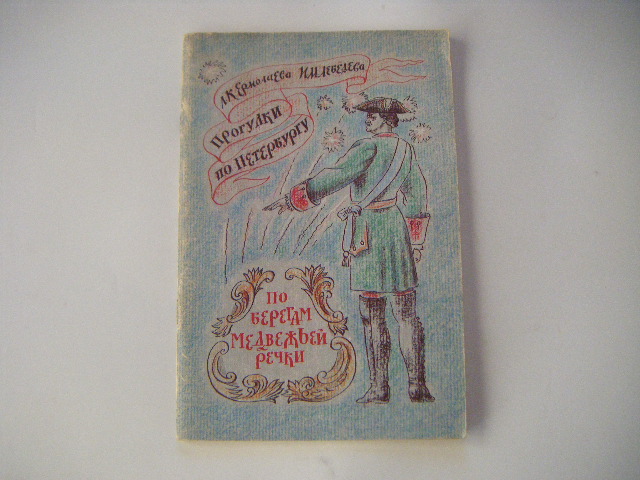 Л.К ЕРМОЛАЕВА И.М ЛЕБЕДЕВА
ПРОГУЛКИ
ПО ПЕТЕРБУРГУ
ПО
БЕРЕГАМ
МЕДВЕЖЬЕЙ
РЕЧКИ